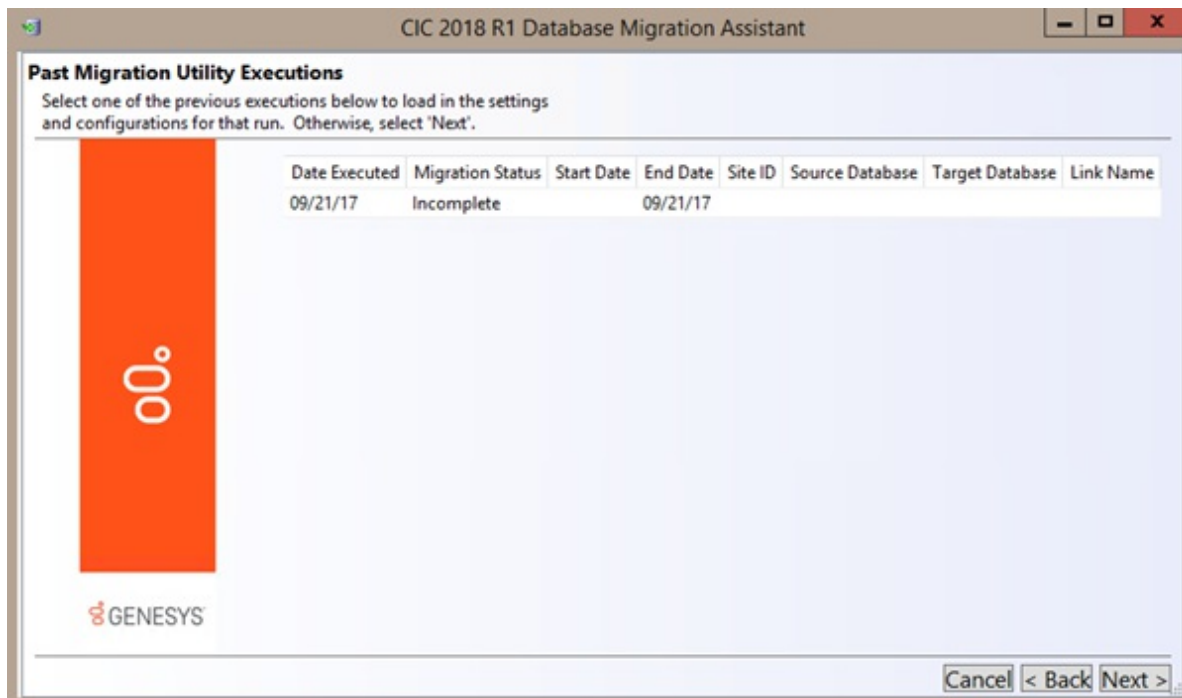 CIC 2018 R1 Database Migration Assistant
Past Migration Utility Executions
Select one of the previous executions below to load in the settings
and configurations for that run. Otherwise, select 'Next'.
Date Executed Migration Status Start Date End Date Site ID Source Database Target Database Link Name
09/21/17 Incomplete 09/21/17
GENESYS
Cancel < Back Next >